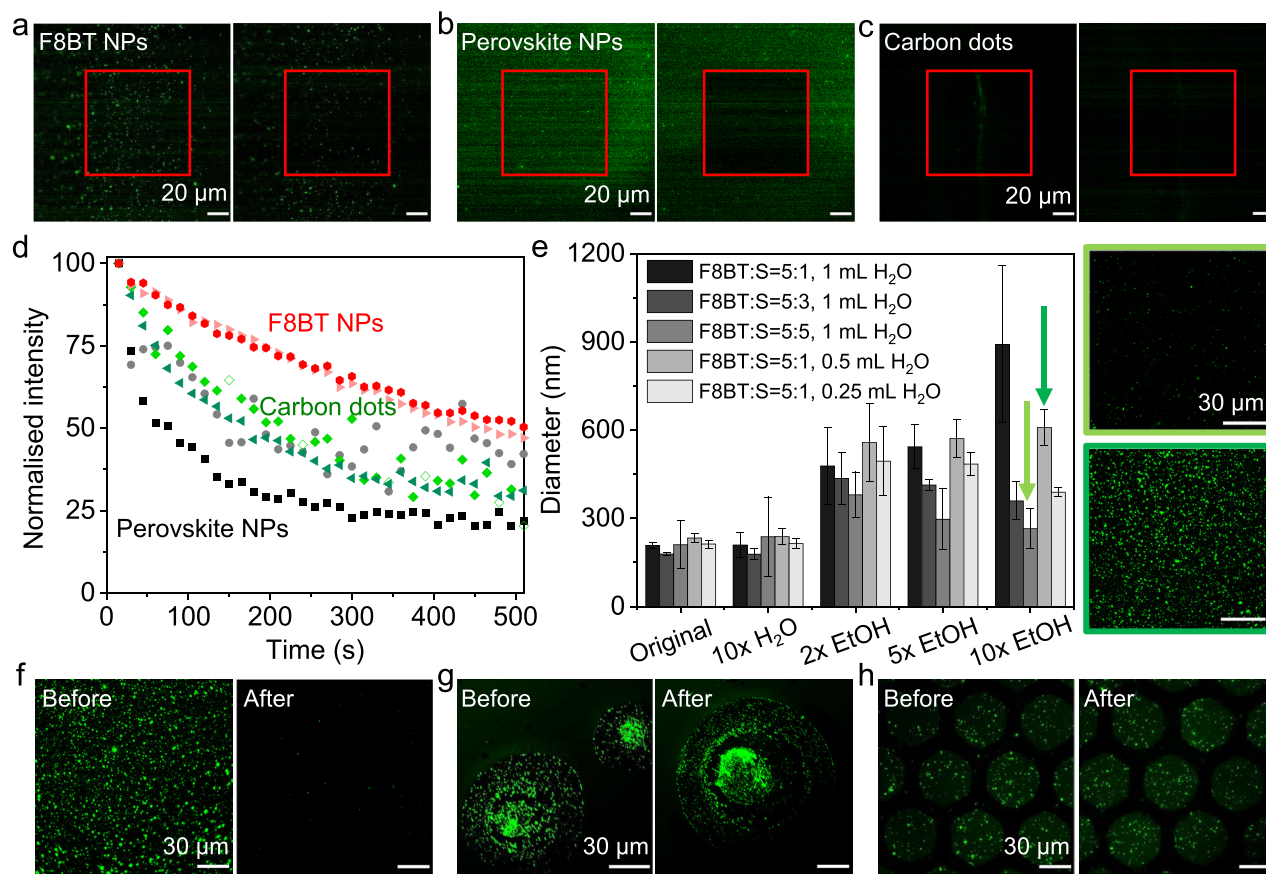 a
F8BT NPs
20 µm
b
Perovskite NPs
20 µm
c
Carbon dots
20 µm
d
Normalised intensity
100
75
50
25
0
F8BT NPs
Carbon dots
Perovskite NPs
0
100
200
300
400
500
Time (s)
e
Diameter (nm)
1200
900
600
300
0
F8BT:S=5:1, 1 mL H₂O
F8BT:S=5:3, 1 mL H₂O
F8BT:S=5:5, 1 mL H₂O
F8BT:S=5:1, 0.5 mL H₂O
F8BT:S=5:1, 0.25 mL H₂O
Original
10x H₂O
2x EtOH
5x EtOH
10x EtOH
30 µm
f
Before
30 µm
After
g
Before
30 µm
After
h
Before
30 µm
After